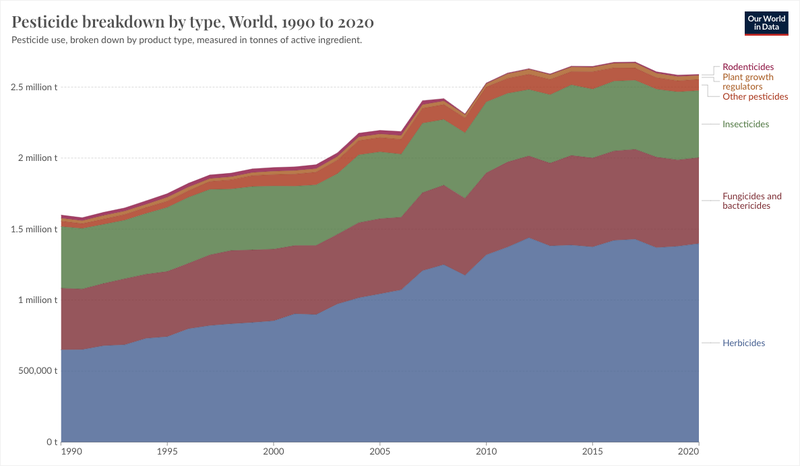 Pesticide breakdown by type, World, 1990 to 2020
Pesticide use, broken down by product type, measured in tonnes of active ingredient.
Our World
in Data
2.5 million t
2 million t
1.5 million t
1 million t
500,000 t
0 t
1990
1995
2000
2005
2010
2015
2020
Rodenticides
Plant growth
regulators
Other pesticides
Insecticides
Fungicides and
bactericides
Herbicides